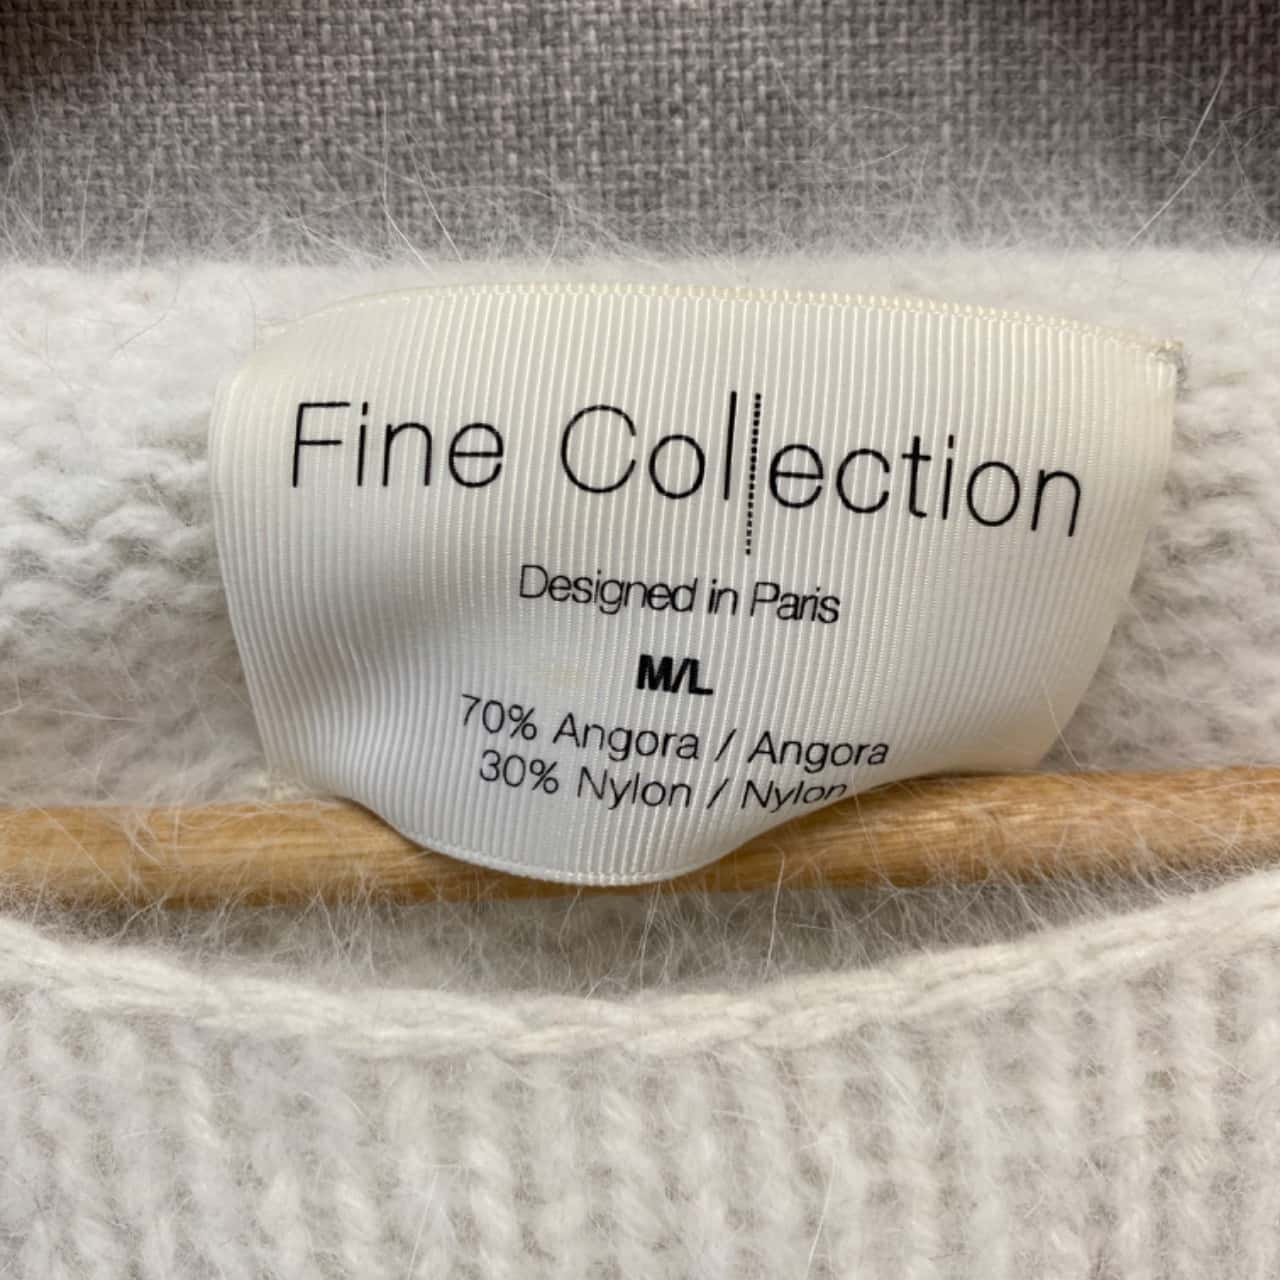 Fine Collection
Designed in Paris
M/L
70% Angora / Angora
30% Nylon / Nylon